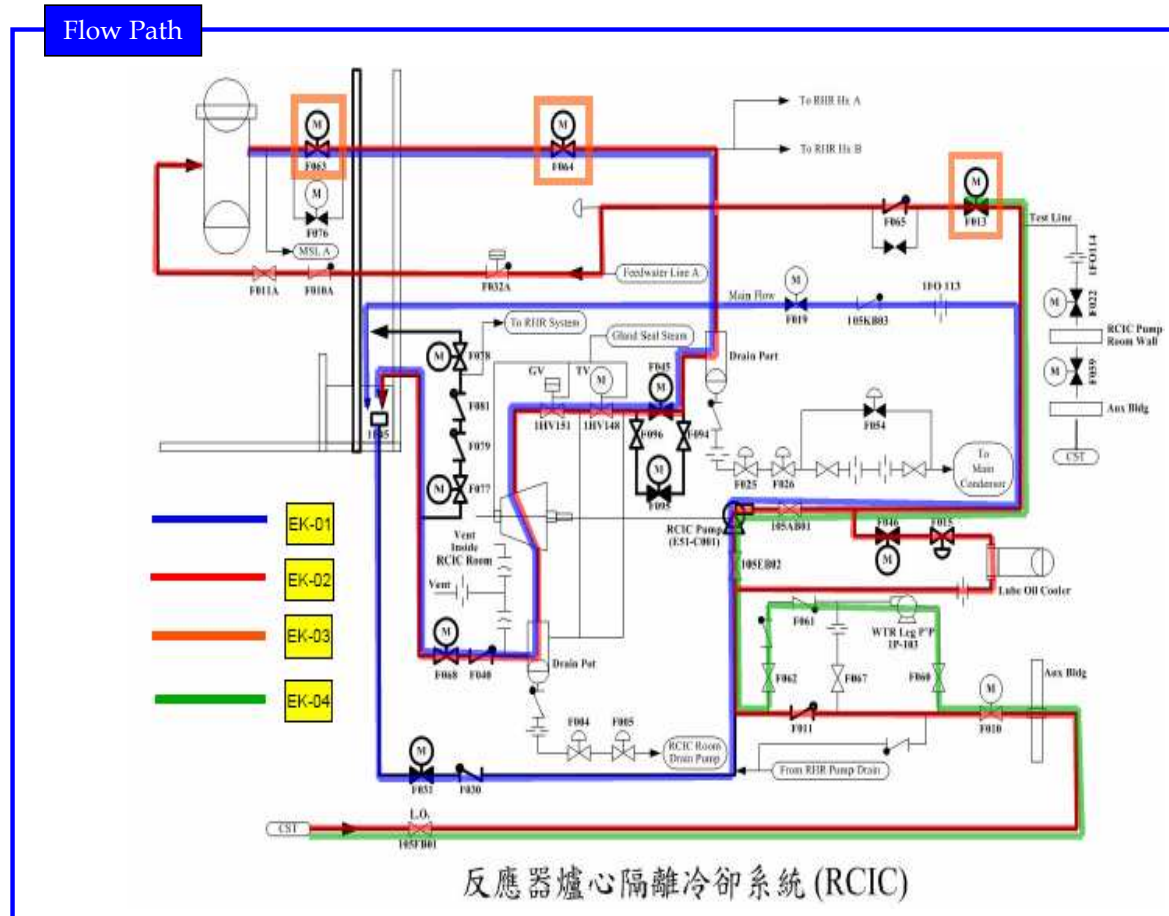 Flow Path
M
F063
M
F064
To RHR Hx A
To RHR Hx B
M
F013
F065
Test Line
1FO114
M
F076
MSL A
F011A
F010A
F032A
Feedwater Line A
Main Flow
M
F019
105KB03
1FO 113
M
F022
RCIC Pump
Room Wall
M
F059
Aux Bldg
CST
To RHR System
Gland Seal Steam
M
F078
GV
TV
M
M
F045
F081
1HV151
1HV148
F096
F094
F079
M
F077
M
F095
F054
F025
F026
To
Main
Condensor
RCIC Pump
(E51-C001)
105AB01
F046
M
F015
105EB02
Lube Oil Cooler
Vent
Inside
RCIC Room
Vent
F061
WTR Leg P'P
1P-103
F062
F067
F060
M
F068
F040
Drain Pot
F011
M
F010
Aux Bldg
F004
F005
RCIC Room
Drain Pump
From RHR Pump Drain
M
F031
F030
CST
L.O.
105FB01
EK-01
EK-02
EK-03
EK-04
反應器爐心隔離冷卻系統 (RCIC)